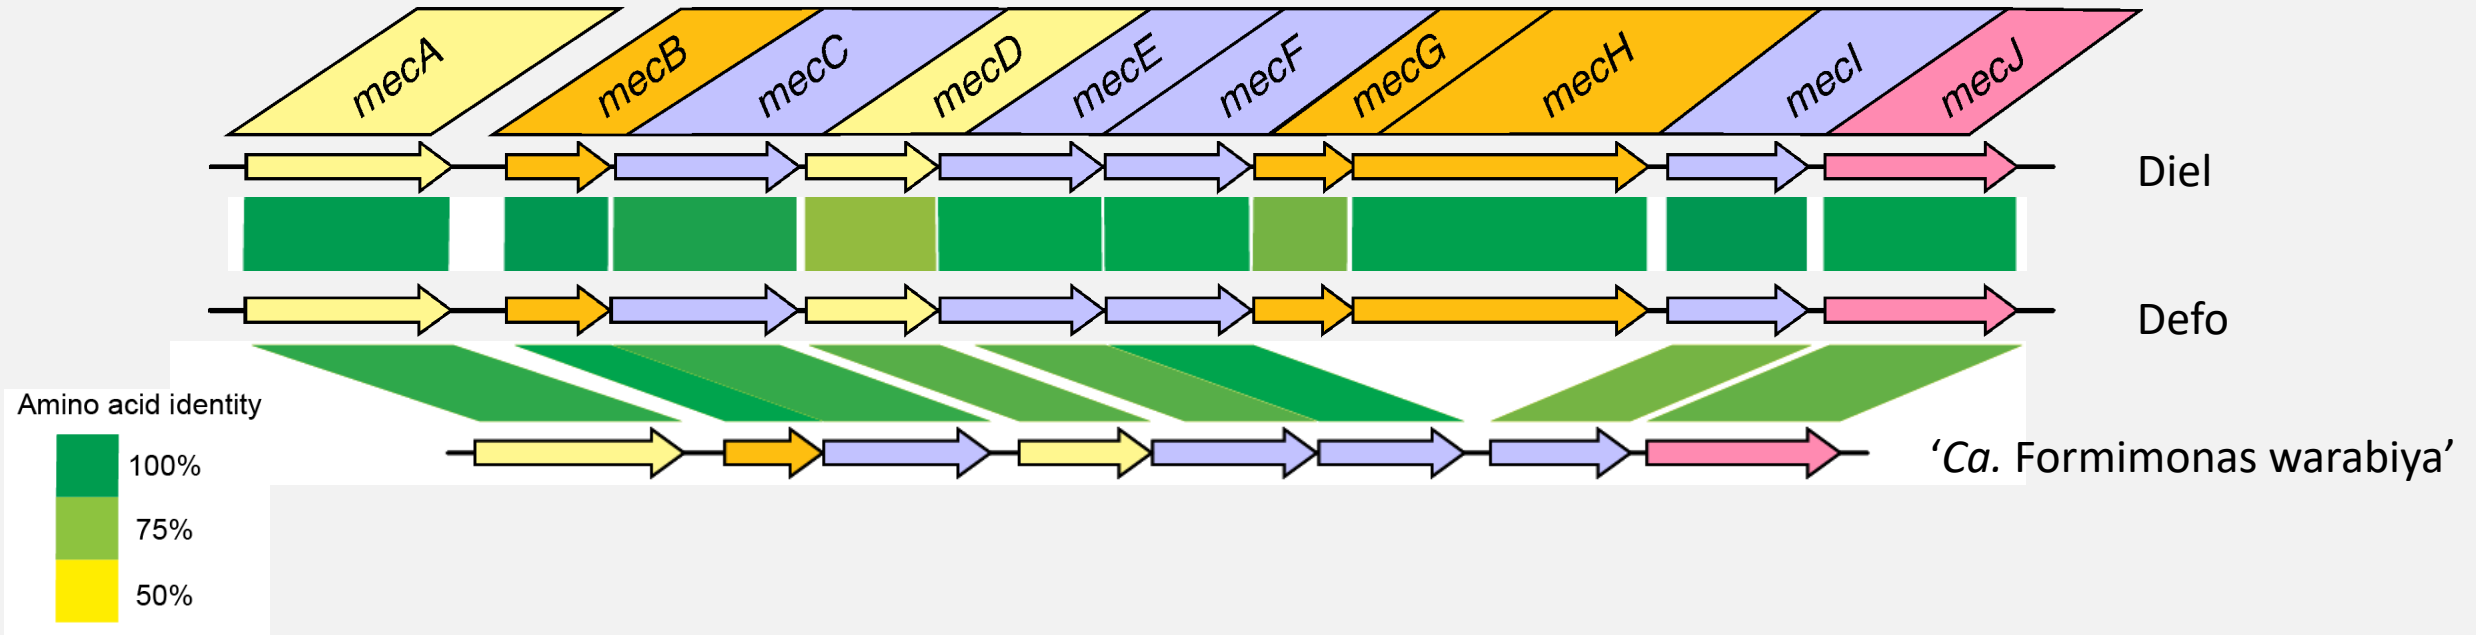 mecA
mecB
mecC
mecD
mecE
mecF
mecG
mecH
mecI
mecJ
Diel
Defo
Amino acid identity
100%
75%
50%
‘Ca. Formimonas warabiya’